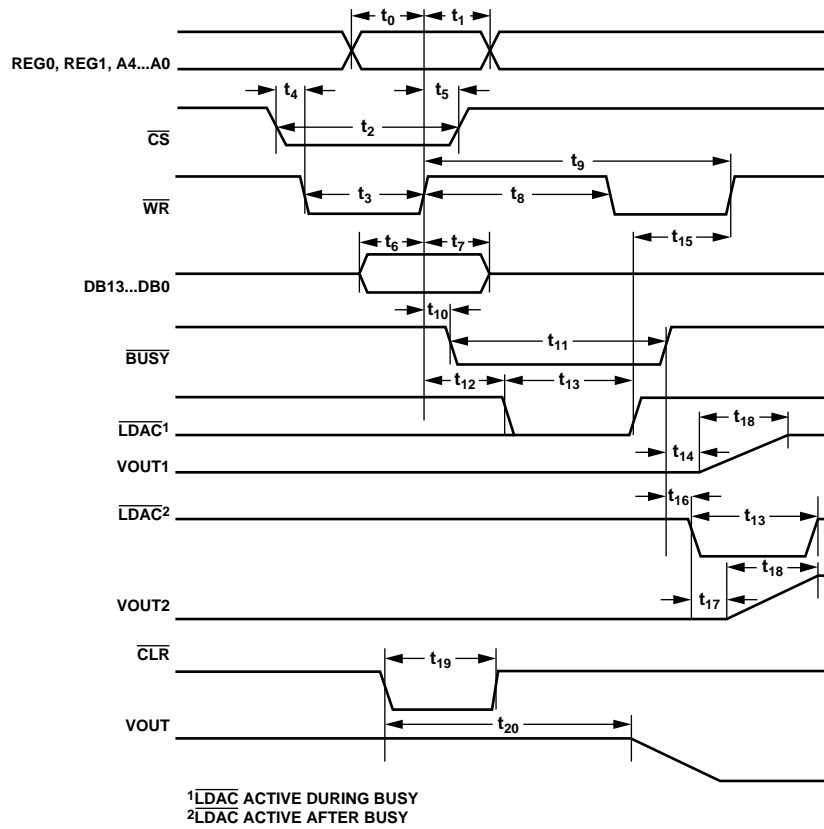 t0 t1
REG0, REG1, A4...A0
t4 t5
t2
CS
t9
t3 t8
WR
t15
t6 t7
DB13...DB0
t10
t11
BUSY
t12 t13
t18
LDAC1
t14
VOUT1
t16
LDAC2
t13
t18
VOUT2
t17
CLR
t19
VOUT
t20
1LDAC ACTIVE DURING BUSY
2LDAC ACTIVE AFTER BUSY